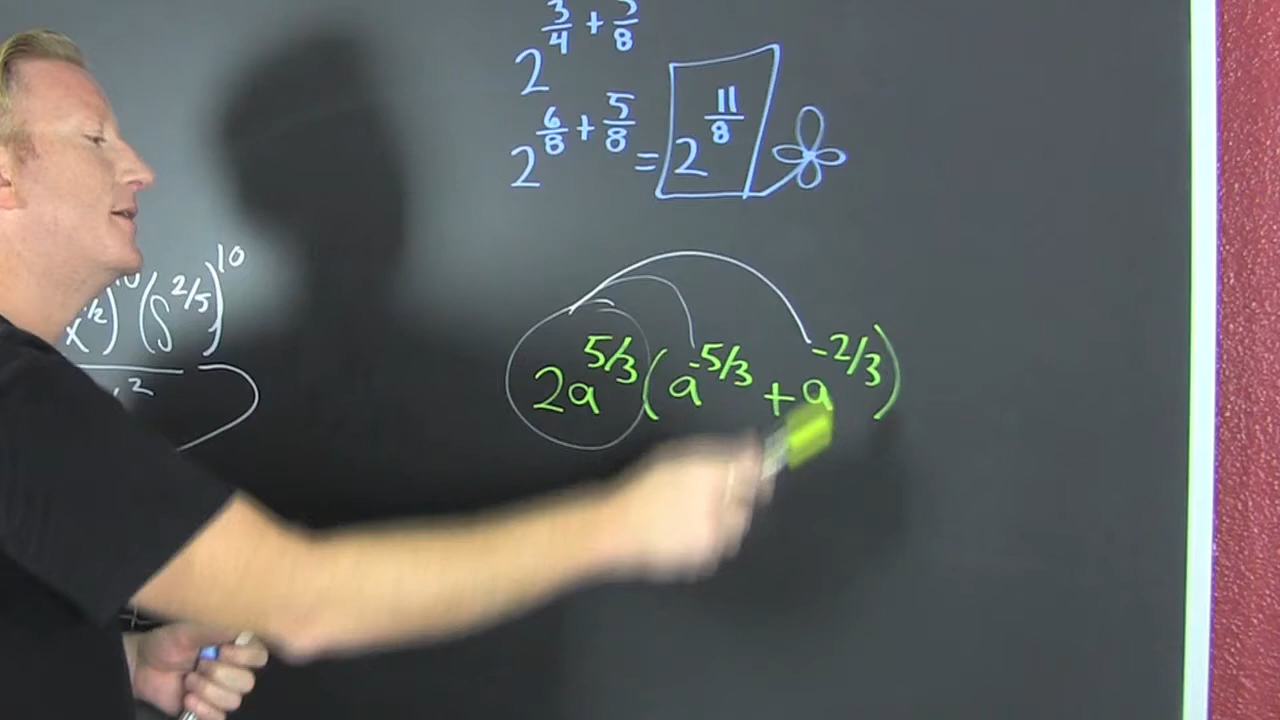 2^(3/4 + 5/8)
2^(6/8 + 5/8) = 2^(11/8)
x^(1/2))^10 (s^(2/5))^10
2
2a^(5/3) (a^(-5/3) + a^(-2/3))